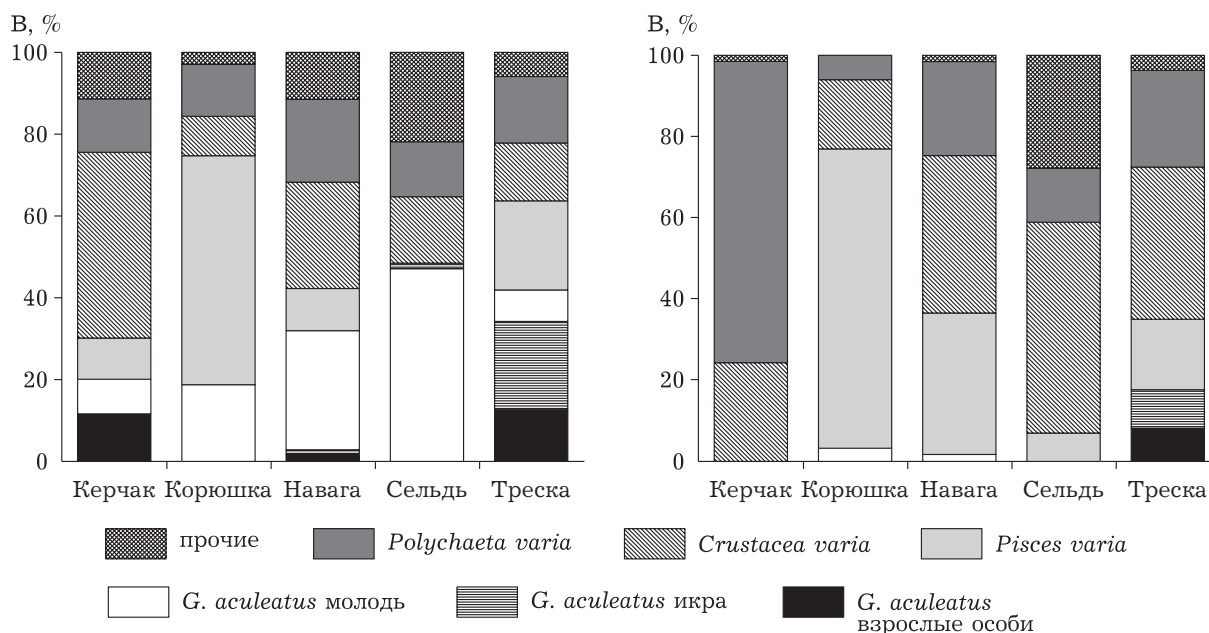 B, %
100
80
60
40
20
0
Керчак Корюшка Навага Сельдь Треска
B, %
100
80
60
40
20
0
Керчак Корюшка Навага Сельдь Треска
прочие
Polychaeta varia
Crustacea varia
Pisces varia
G. aculeatus молодь
G. aculeatus икра
G. aculeatus
взрослые особи